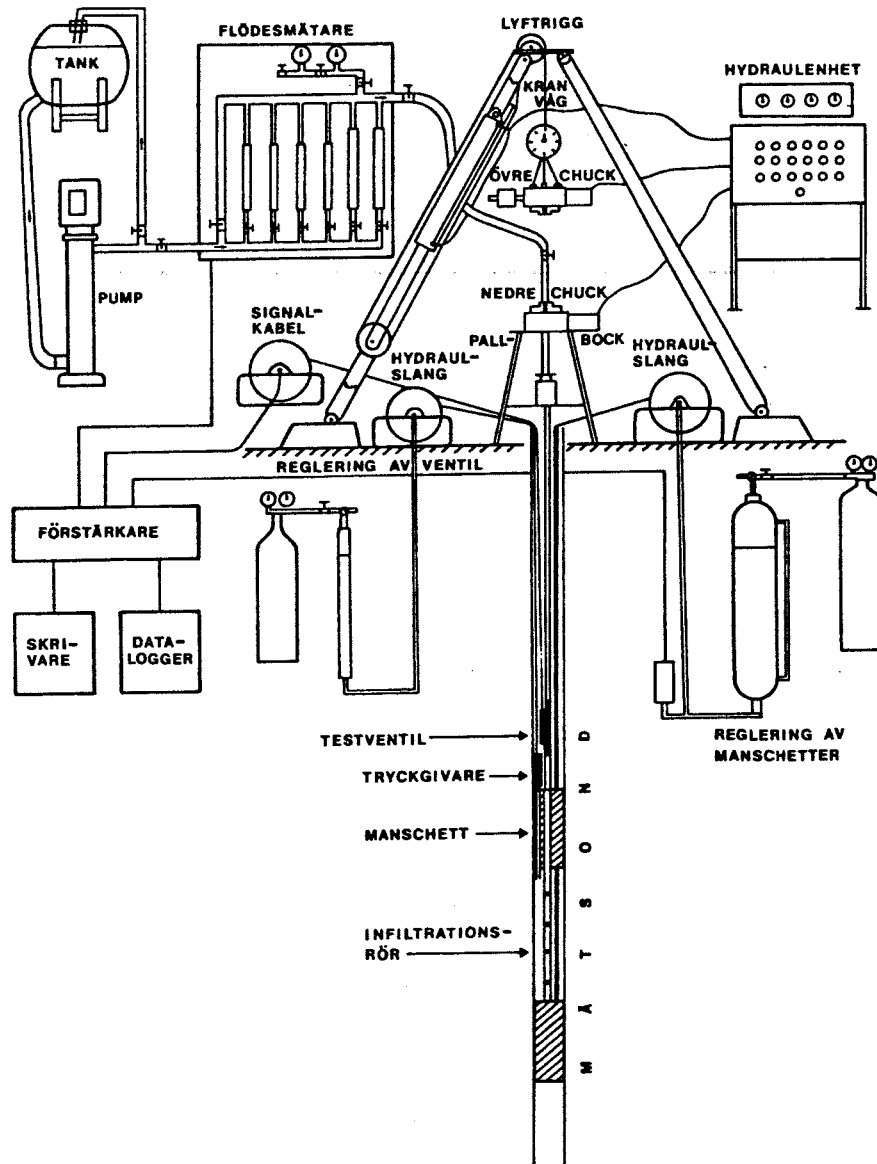 LYFTRIGG
FLÖDESMÄTARE
TANK
HYDRAULENHET
KRAN
VÅG
ÖVRE CHUCK
PUMP
NEDRE CHUCK
SIGNAL-
KABEL
PALL-
BOCK
HYDRAUL-
SLANG
HYDRAUL-
SLANG
REGLERING AV VENTIL
FÖRSTÄRKARE
SKRI-
VARE
DATA-
LOGGER
TESTVENTIL
REGLERING AV
MANSCHETTER
TRYCKGIVARE
MANSCHETT
INFILTRATIONS-
RÖR
MÄTSOND